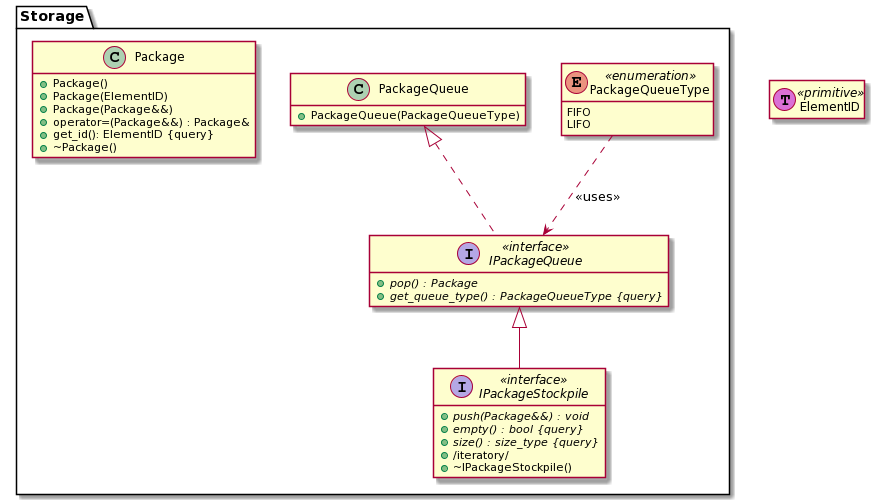 Storage
C Package
Package()
Package(ElementID)
Package(Package&&)
operator=(Package&&) : Package&
get_id(): ElementID {query}
~Package()
C PackageQueue
PackageQueue(PackageQueueType)
E «enumeration»
PackageQueueType
FIFO
LIFO
T «primitive»
ElementID
«uses»
I «interface»
IPackageQueue
pop() : Package
get_queue_type() : PackageQueueType {query}
I «interface»
IPackageStockpile
push(Package&&) : void
empty() : bool {query}
size() : size_type {query}
/iteratory/
~IPackageStockpile()